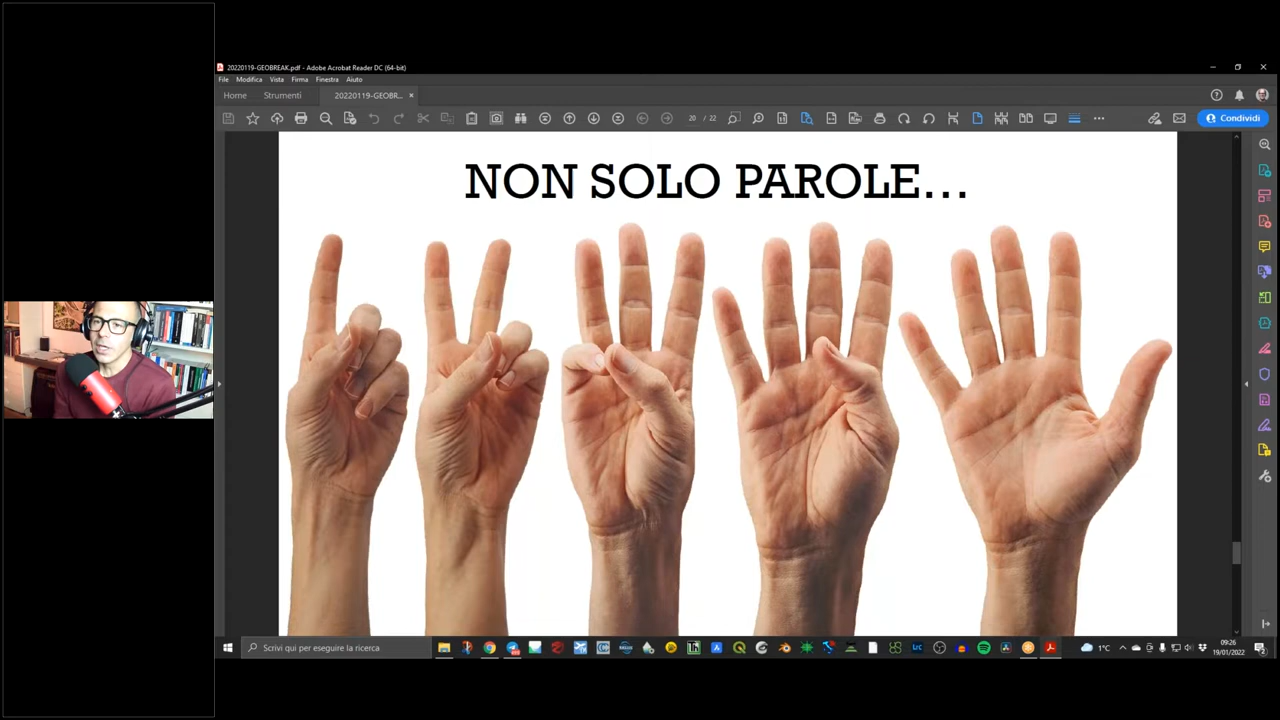 20220119-GEOBREAK.pdf - Adobe Acrobat Reader DC (64-bit)
File Modifica Vista Firma Finestra Aiuto
Home Strumenti 20220119-GEOBR... ×
20 / 22
Condividi
NON SOLO PAROLE...
Scrivi qui per eseguire la ricerca
1°C
09:26
19/01/2022